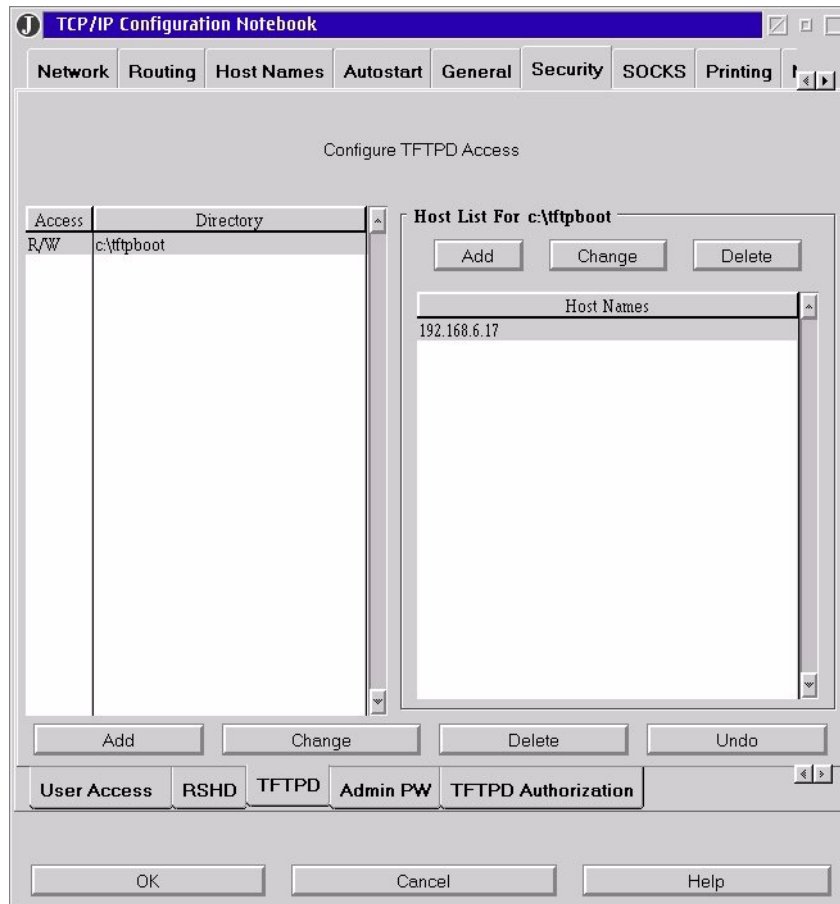 J TCP/IP Configuration Notebook
Network Routing Host Names Autostart General Security SOCKS Printing
Configure TFTPD Access
Access Directory
R/W c:\tftpboot
Host List For c:\tftpboot
Add Change Delete
Host Names
192.168.6.17
Add Change Delete Undo
User Access RSHD TFTPD Admin PW TFTPD Authorization
OK Cancel Help